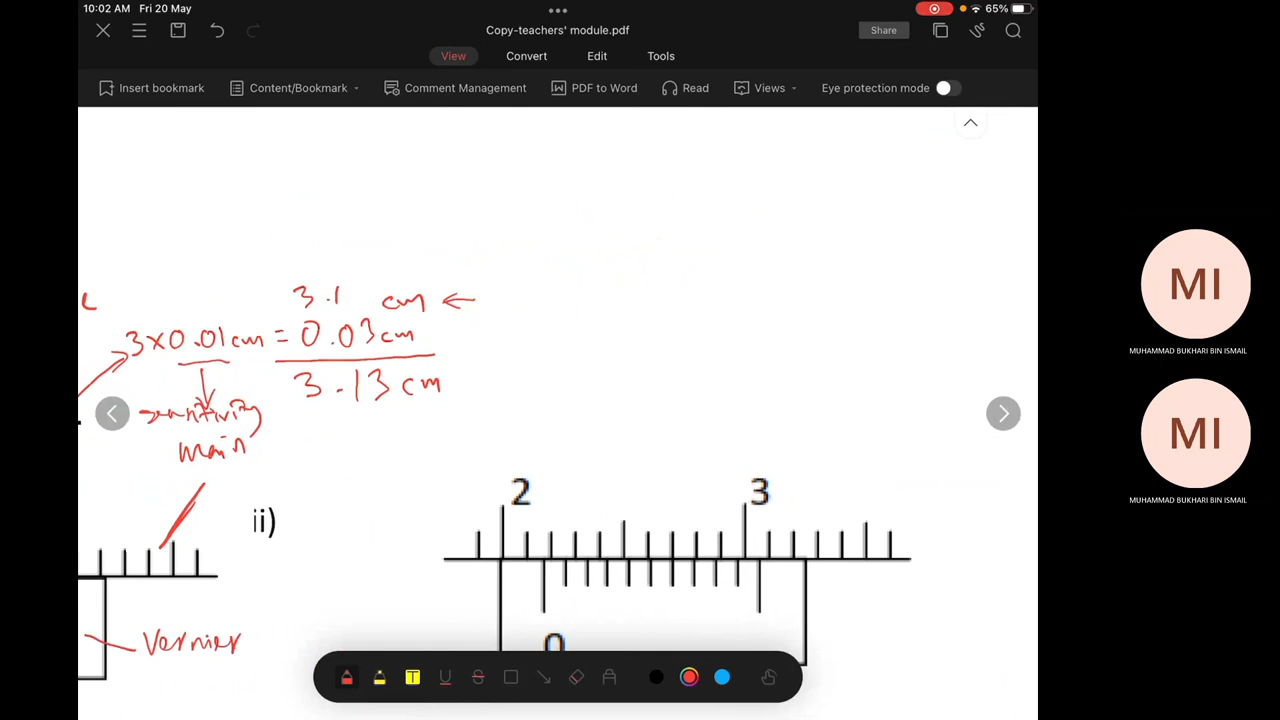 10:02 AM Fri 20 May
65%
Copy-teachers' module.pdf
Share
View Convert Edit Tools
Insert bookmark Content/Bookmark Comment Management PDF to Word Read Views Eye protection mode
3.1 cm ←
3×0.01cm = 0.03cm
3.13 cm
main
ii)
2 3
Vernier
0
T U S
MI
MUHAMMAD BUKHARI BIN ISMAIL
MI
MUHAMMAD BUKHARI BIN ISMAIL